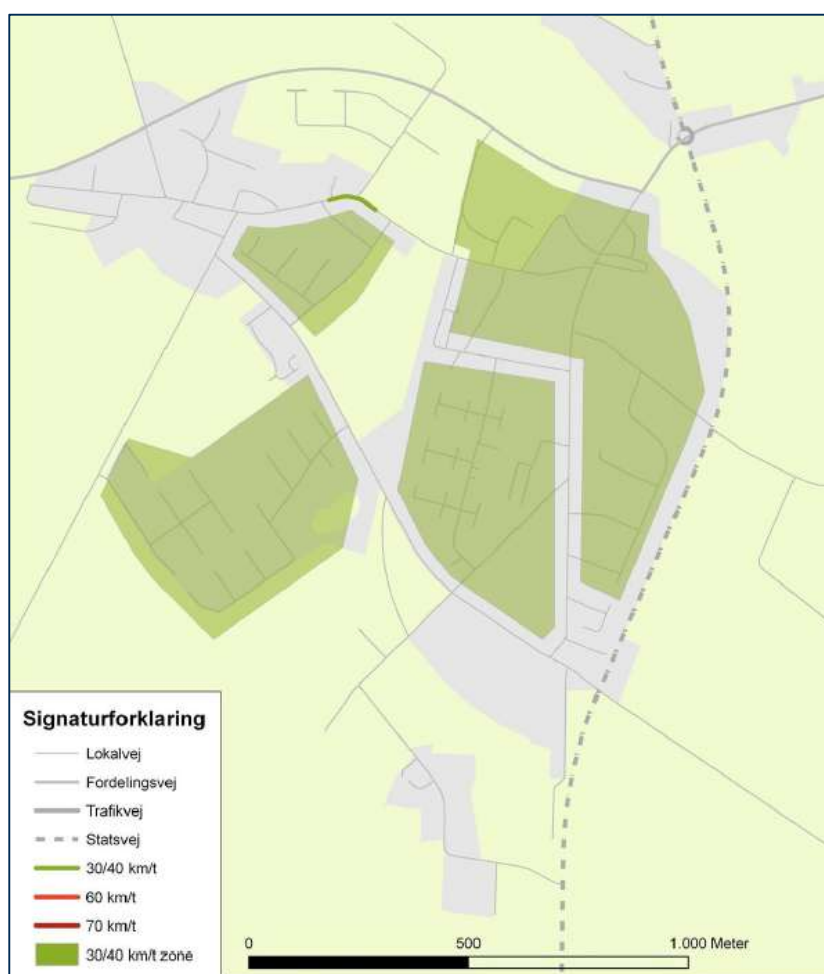 Signaturforklaring
Lokalvej
Fordelingsvej
Trafikvej
Statsvej
30/40 km/t
60 km/t
70 km/t
30/40 km/t zone
0 500 1.000 Meter